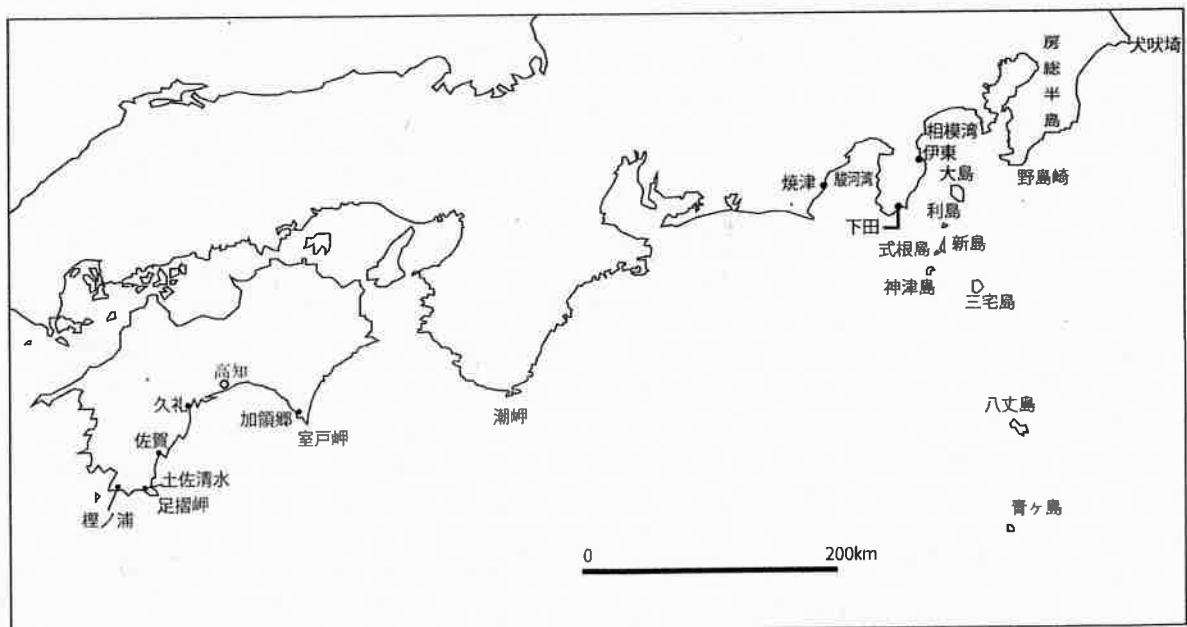 犬吠埼
房総半島
相模湾
伊東
大島
野島崎
焼津
駿河湾
利島
下田
式根島
新島
神津島
三宅島
高知
久礼
加領郷
室戸岬
潮岬
八丈島
佐賀
土佐清水
足摺岬
樫ノ浦
青ヶ島
0
200km